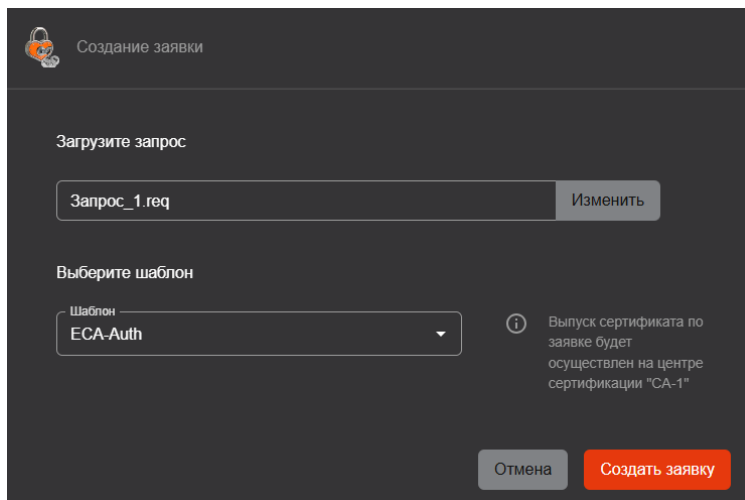 Создание заявки
Загрузите запрос
Запрос_1.req
Изменить
Выберите шаблон
Шаблон
ECA-Auth
Выпуск сертификата по
заявке будет
осуществлен на центре
сертификации "CA-1"
Отмена
Создать заявку